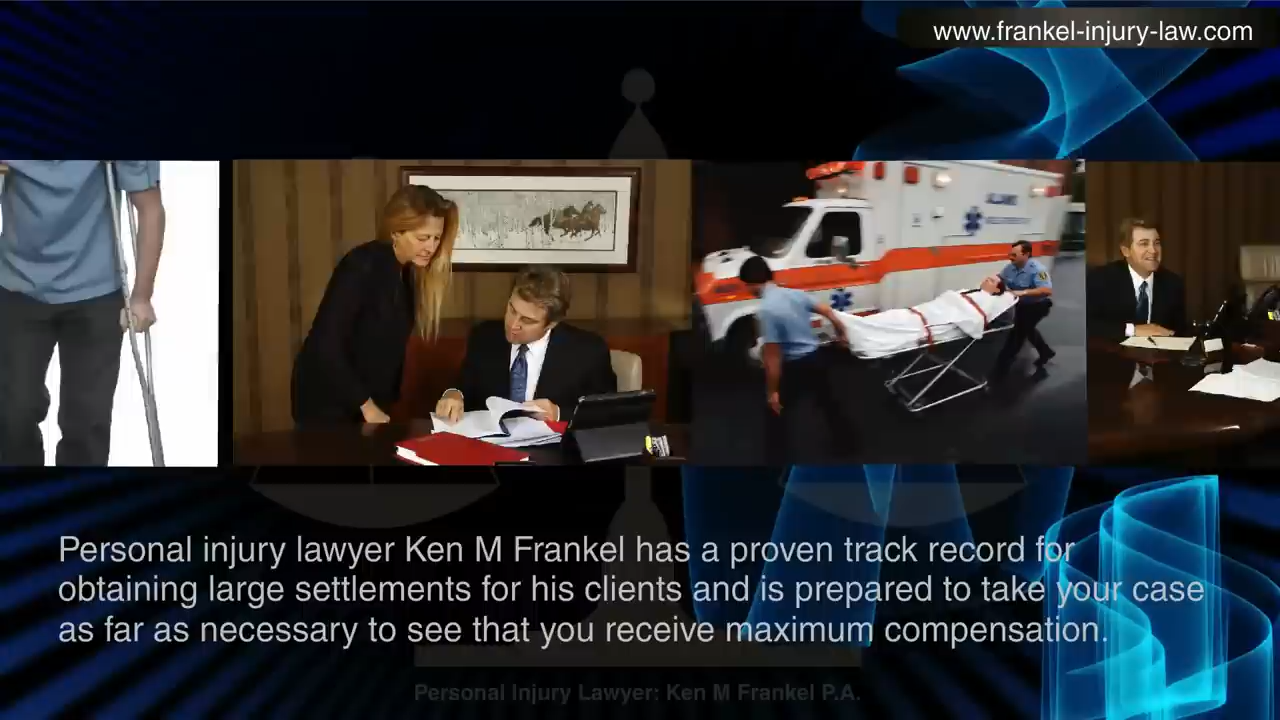 www.frankel-injury-law.com
Personal injury lawyer Ken M Frankel has a proven track record for
obtaining large settlements for his clients and is prepared to take your case
as far as necessary to see that you receive maximum compensation.
Personal Injury Lawyer: Ken M Frankel P.A.